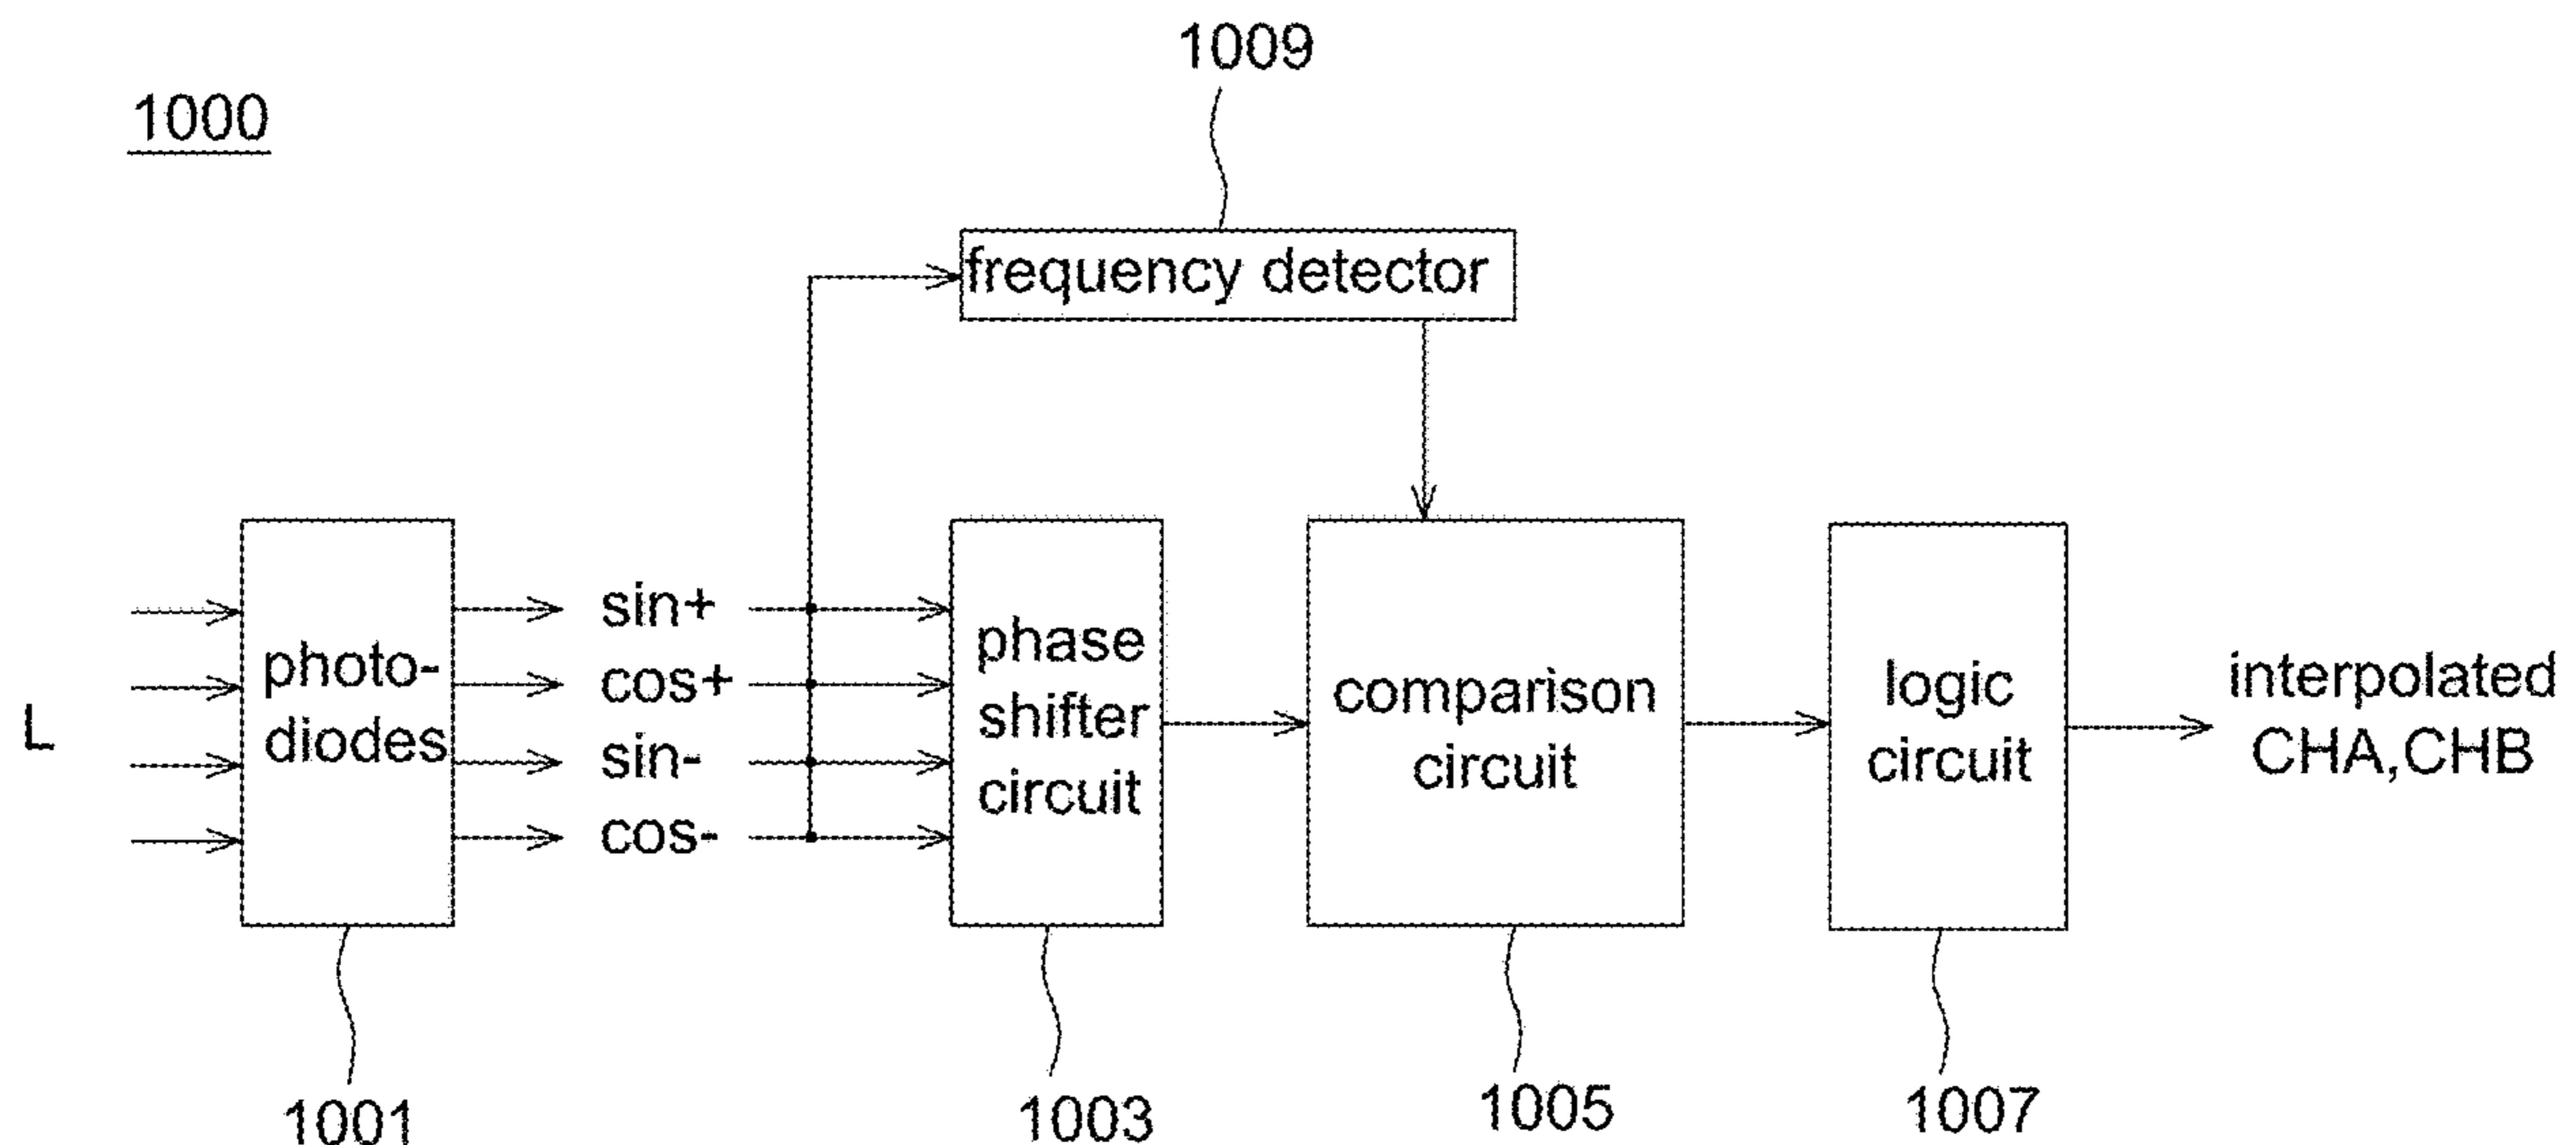 1009
1000
frequency detector
L
photo-
diodes
sin+
cos+
sin-
cos-
phase
shifter
circuit
comparison
circuit
logic
circuit
interpolated
CHA,CHB
1001
1003
1005
1007